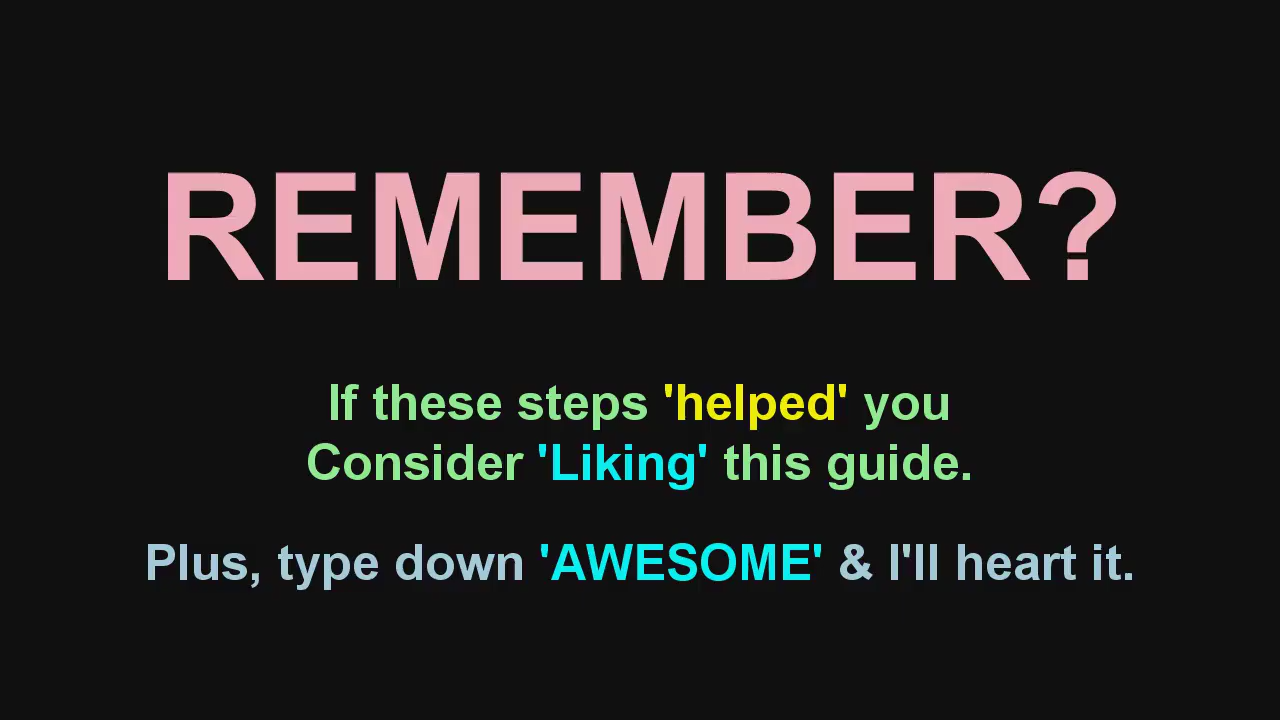 REMEMBER?
If these steps 'helped' you
Consider 'Liking' this guide.
Plus, type down 'AWESOME' & I'll heart it.